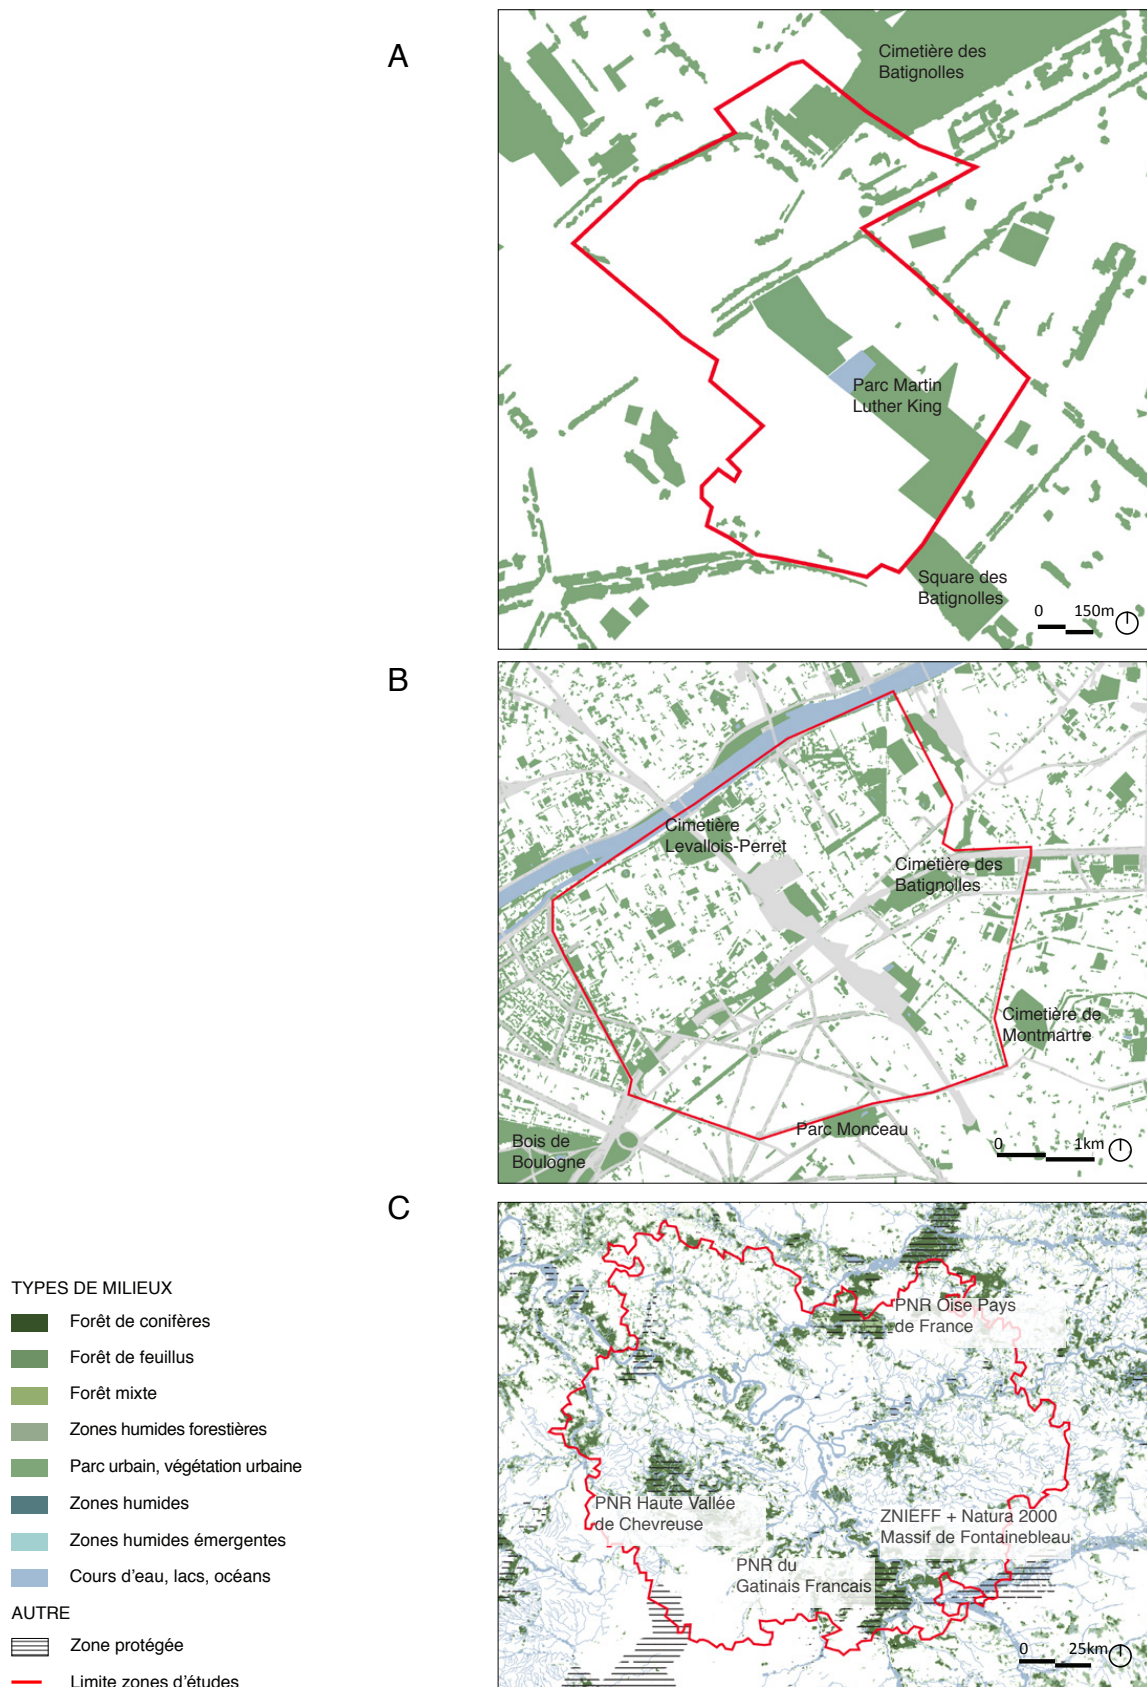 A
Cimetière des
Batignolles
Parc Martin
Luther King
Square des
Batignolles
0 150m
B
Cimetière
Levallois-Perret
Cimetière des
Batignolles
Cimetière de
Montmartre
Parc Monceau
Bois de
Boulogne
0 1km
C
PNR Oise Pays
de France
PNR Haute Vallée
de Chevreuse
ZNIEFF + Natura 2000
Massif de Fontainebleau
PNR du
Gatinais Francais
0 25km
TYPES DE MILIEUX
Forêt de conifères
Forêt de feuillus
Forêt mixte
Zones humides forestières
Parc urbain, végétation urbaine
Zones humides
Zones humides émergentes
Cours d'eau, lacs, océans
AUTRE
Zone protégée
Limite zones d'études